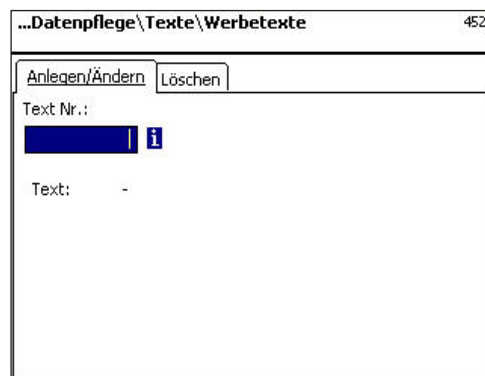 ...Datenpflege\Texte\Werbetexte 452
Anlegen/Ändern Löschen
Text Nr.:
i
Text: -